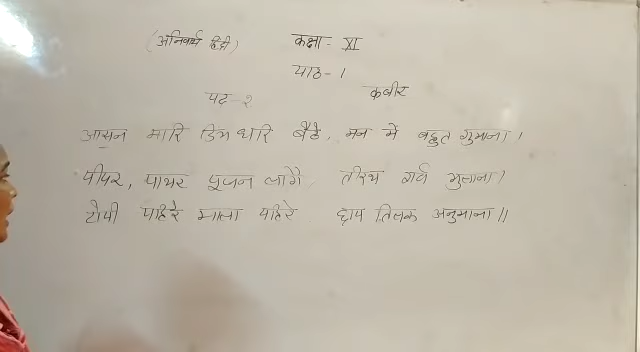 (अनिवार्य हिंदी) कक्षा - XI
पाठ - 1
पद - २ कबीर
आसन मारि डिंभ धरि बैठे, मन में बहुत गुमाना।
पीपर, पाथर पूजन लागै तीरथ गर्व भुलाना।
टोपी पहिरे माला पहिरे छाप तिलक अनुमाना॥